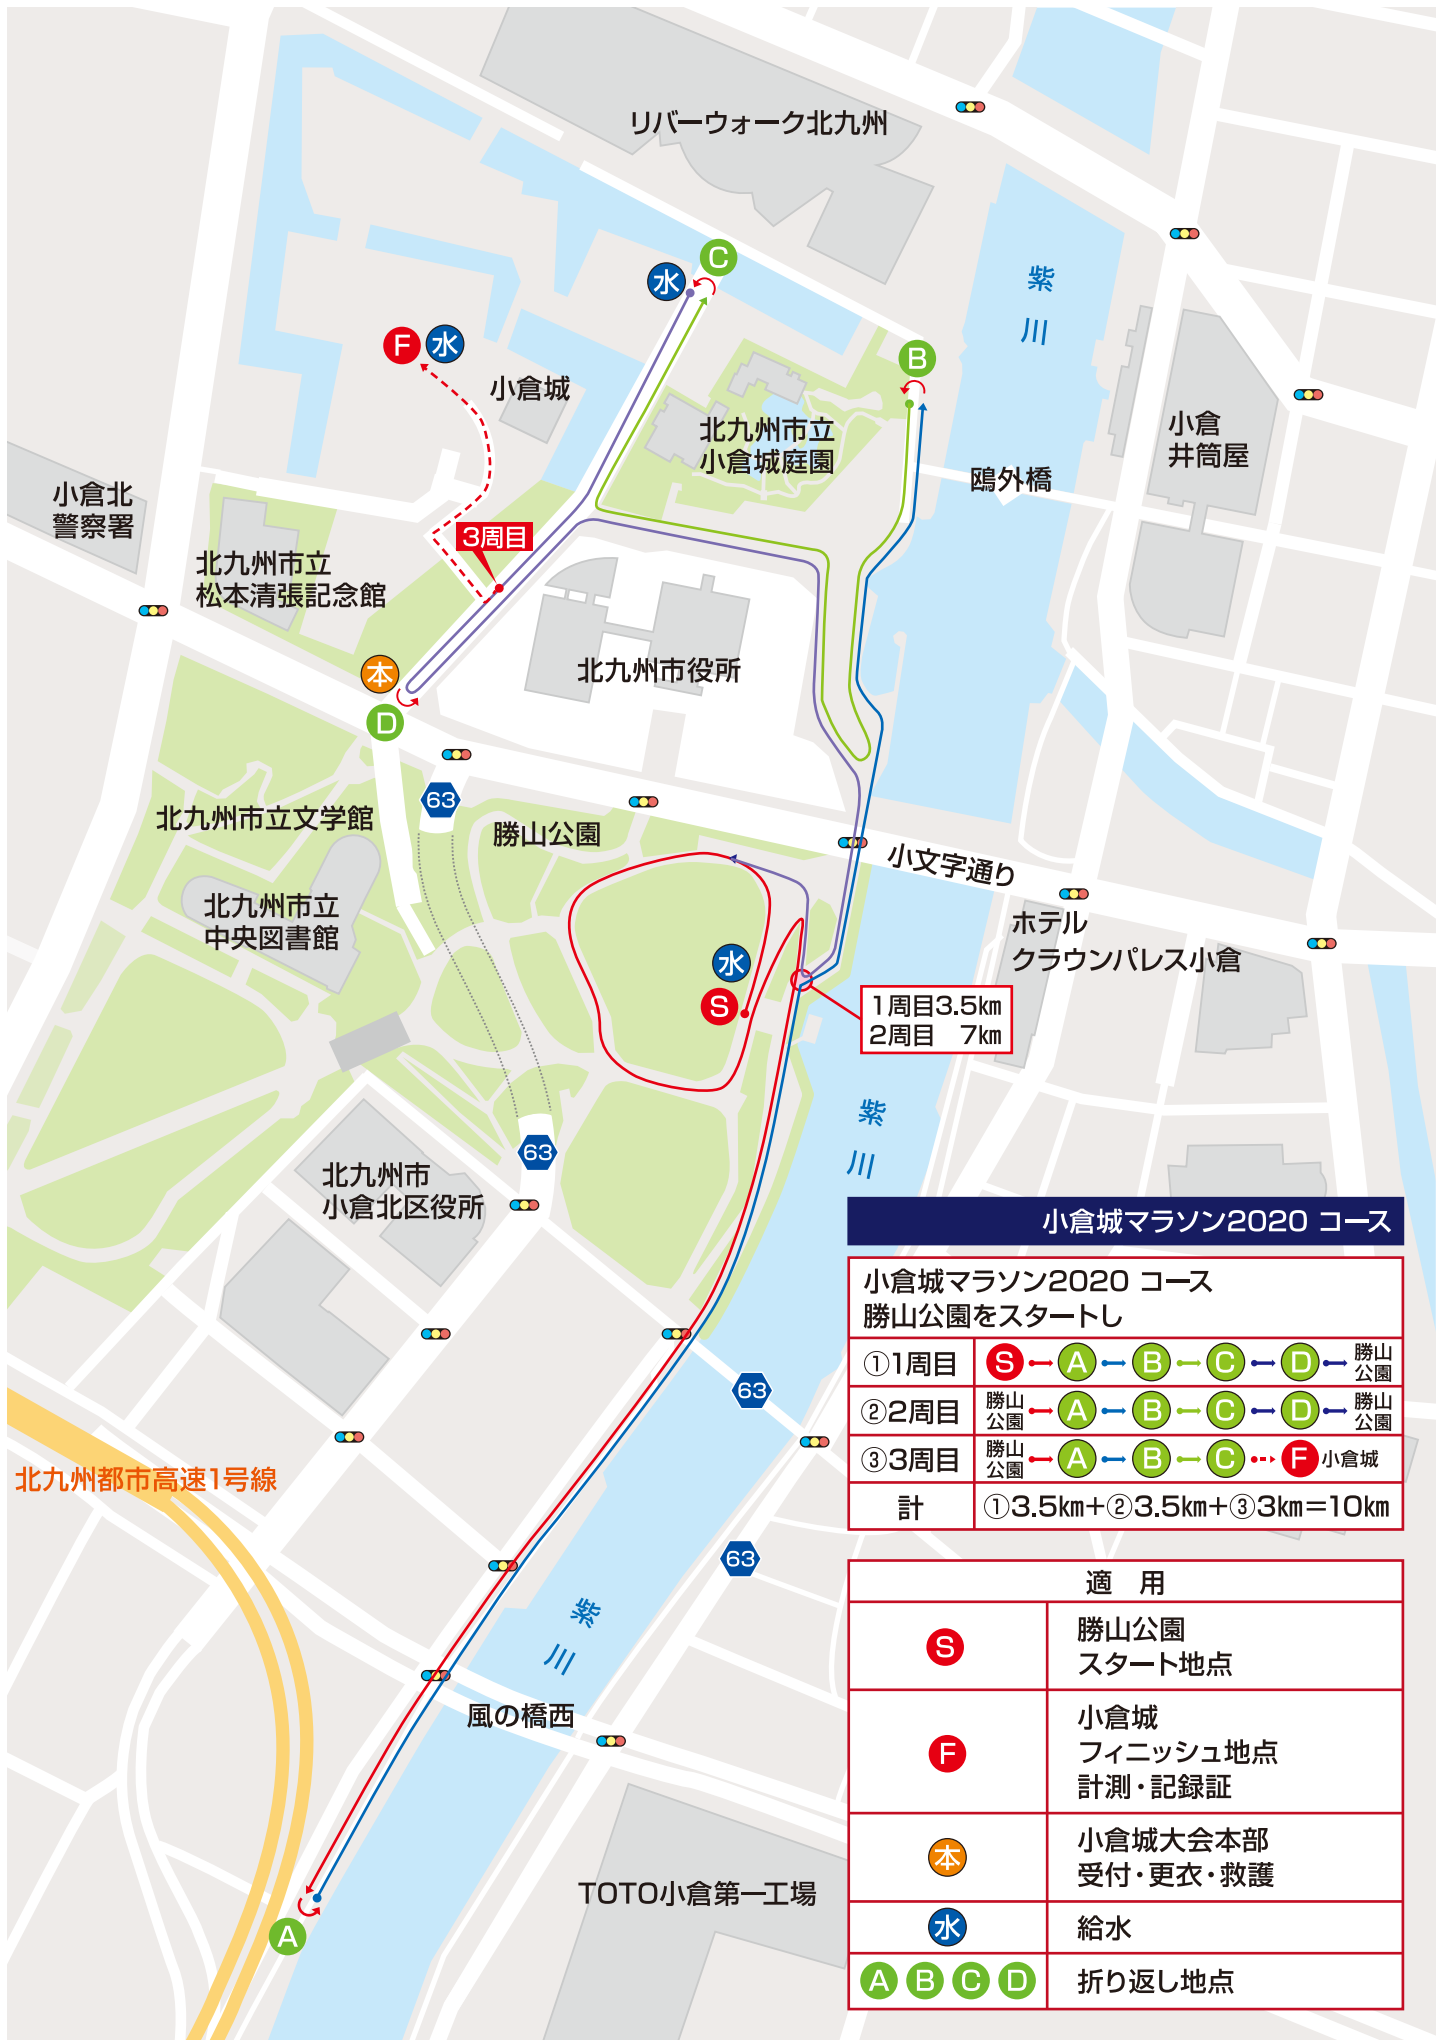 リバーウォーク北九州
C
水
紫
川
F
水
小倉城
B
北九州市立
小倉城庭園
小倉
井筒屋
鴎外橋
小倉北
警察署
3周目
北九州市立
松本清張記念館
北九州市役所
本
D
63
北九州市立文学館
勝山公園
小文字通り
北九州市立
中央図書館
ホテル
クラウンパレス小倉
水
S
1周目3.5㎞
2周目 7㎞
紫
川
63
北九州市
小倉北区役所
63
北九州都市高速1号線
63
紫
川
風の橋西
TOTO小倉第一工場
A
小倉城マラソン2020 コース
小倉城マラソン2020 コース
勝山公園をスタートし
①1周目 S A B C D 勝山公園
②2周目 勝山公園 A B C D 勝山公園
③3周目 勝山公園 A B C F 小倉城
計 ①3.5㎞+②3.5㎞+③3㎞=10㎞
適 用
S 勝山公園
スタート地点
F 小倉城
フィニッシュ地点
計測・記録証
本 小倉城大会本部
受付・更衣・救護
水 給水
A B C D 折り返し地点